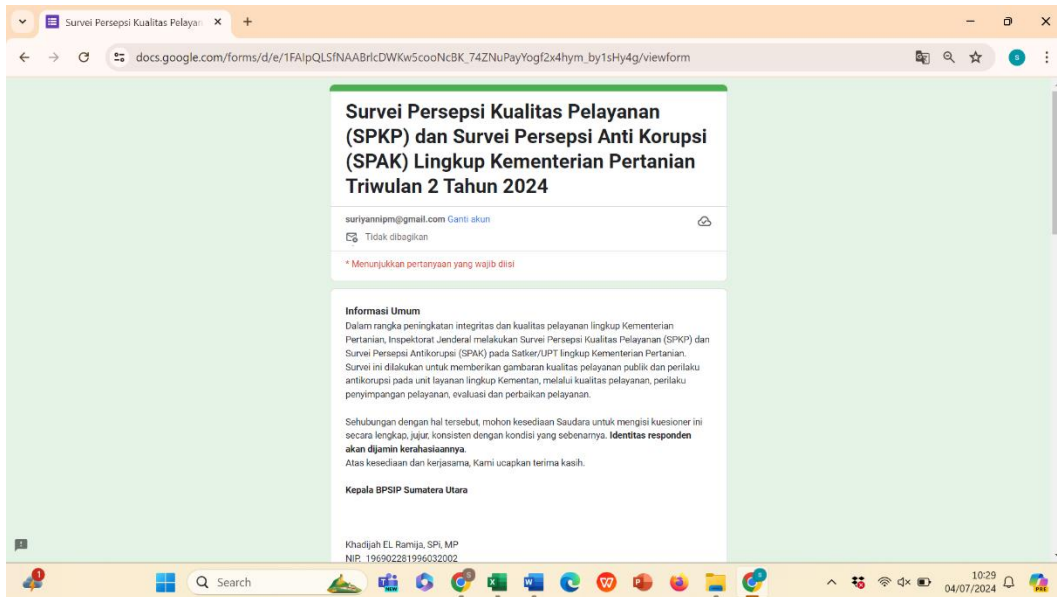 Survei Persepsi Kualitas Pelayan
docs.google.com/forms/d/e/1FAIpQLSfNAABrlcDWKw5cooNcBK_74ZNuPayYogf2x4hym_by1sHy4g/viewform
s
Survei Persepsi Kualitas Pelayanan
(SPKP) dan Survei Persepsi Anti Korupsi
(SPAK) Lingkup Kementerian Pertanian
Triwulan 2 Tahun 2024
suriyannipm@gmail.com Ganti akun
Tidak dibagikan
* Menunjukkan pertanyaan yang wajib diisi
Informasi Umum
Dalam rangka peningkatan integritas dan kualitas pelayanan lingkup Kementerian
Pertanian, Inspektorat Jenderal melakukan Survei Persepsi Kualitas Pelayanan (SPKP) dan
Survei Persepsi Antikorupsi (SPAK) pada Satker/UPT lingkup Kementerian Pertanian.
Survei ini dilakukan untuk memberikan gambaran kualitas pelayanan publik dan perilaku
antikorupsi pada unit layanan lingkup Kementan, melalui kualitas pelayanan, perilaku
penyimpangan pelayanan, evaluasi dan perbaikan pelayanan.
Sehubungan dengan hal tersebut, mohon kesediaan Saudara untuk mengisi kuesioner ini
secara lengkap, jujur, konsisten dengan kondisi yang sebenarnya. Identitas responden
akan dijamin kerahasiaannya.
Atas kesediaan dan kerjasama, Kami ucapkan terima kasih.
Kepala BPSIP Sumatera Utara
Khadijah EL Ramija, SPi, MP
NIP. 196902281996032002
1
Search
NEW
10:29
04/07/2024
PRE